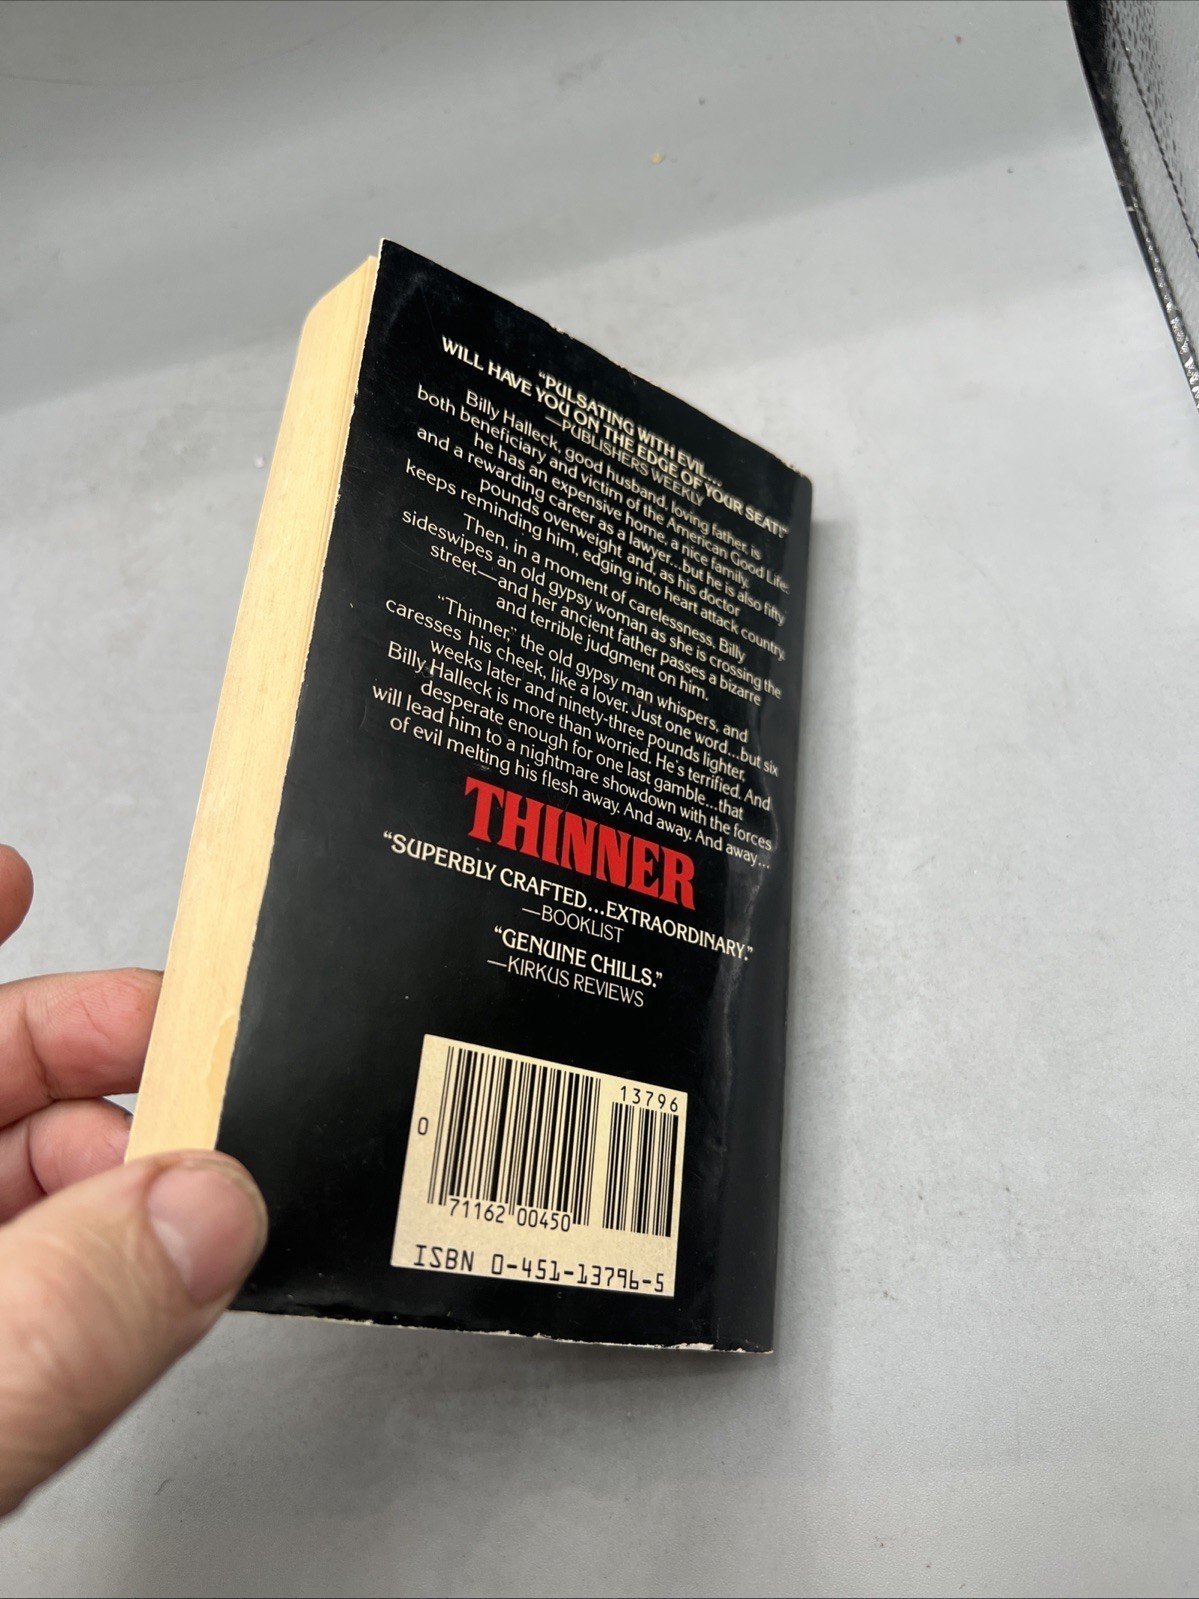 “PULSATING WITH EVIL....
WILL HAVE YOU ON THE EDGE OF YOUR SEAT!”
—PUBLISHERS WEEKLY
Billy Halleck, good husband, loving father, is
both beneficiary and victim of the American Good Life:
he has an expensive home, a nice family,
and a rewarding career as a lawyer...but he is also fifty
pounds overweight and, as his doctor
keeps reminding him, edging into heart attack country.
Then, in a moment of carelessness, Billy
sideswipes an old gypsy woman as she is crossing the
street—and her ancient father passes a bizarre
and terrible judgment on him.
“Thinner,” the old gypsy man whispers, and
caresses his cheek, like a lover. Just one word...but six
weeks later and ninety-three pounds lighter,
Billy Halleck is more than worried. He's terrified. And
desperate enough for one last gamble...that
will lead him to a nightmare showdown with the forces
of evil melting his flesh away. And away. And away...
THINNER
“SUPERBLY CRAFTED...EXTRAORDINARY.”
—BOOKLIST
“GENUINE CHILLS.”
—KIRKUS REVIEWS
13796
0
71162 00450
ISBN 0-451-13796-5